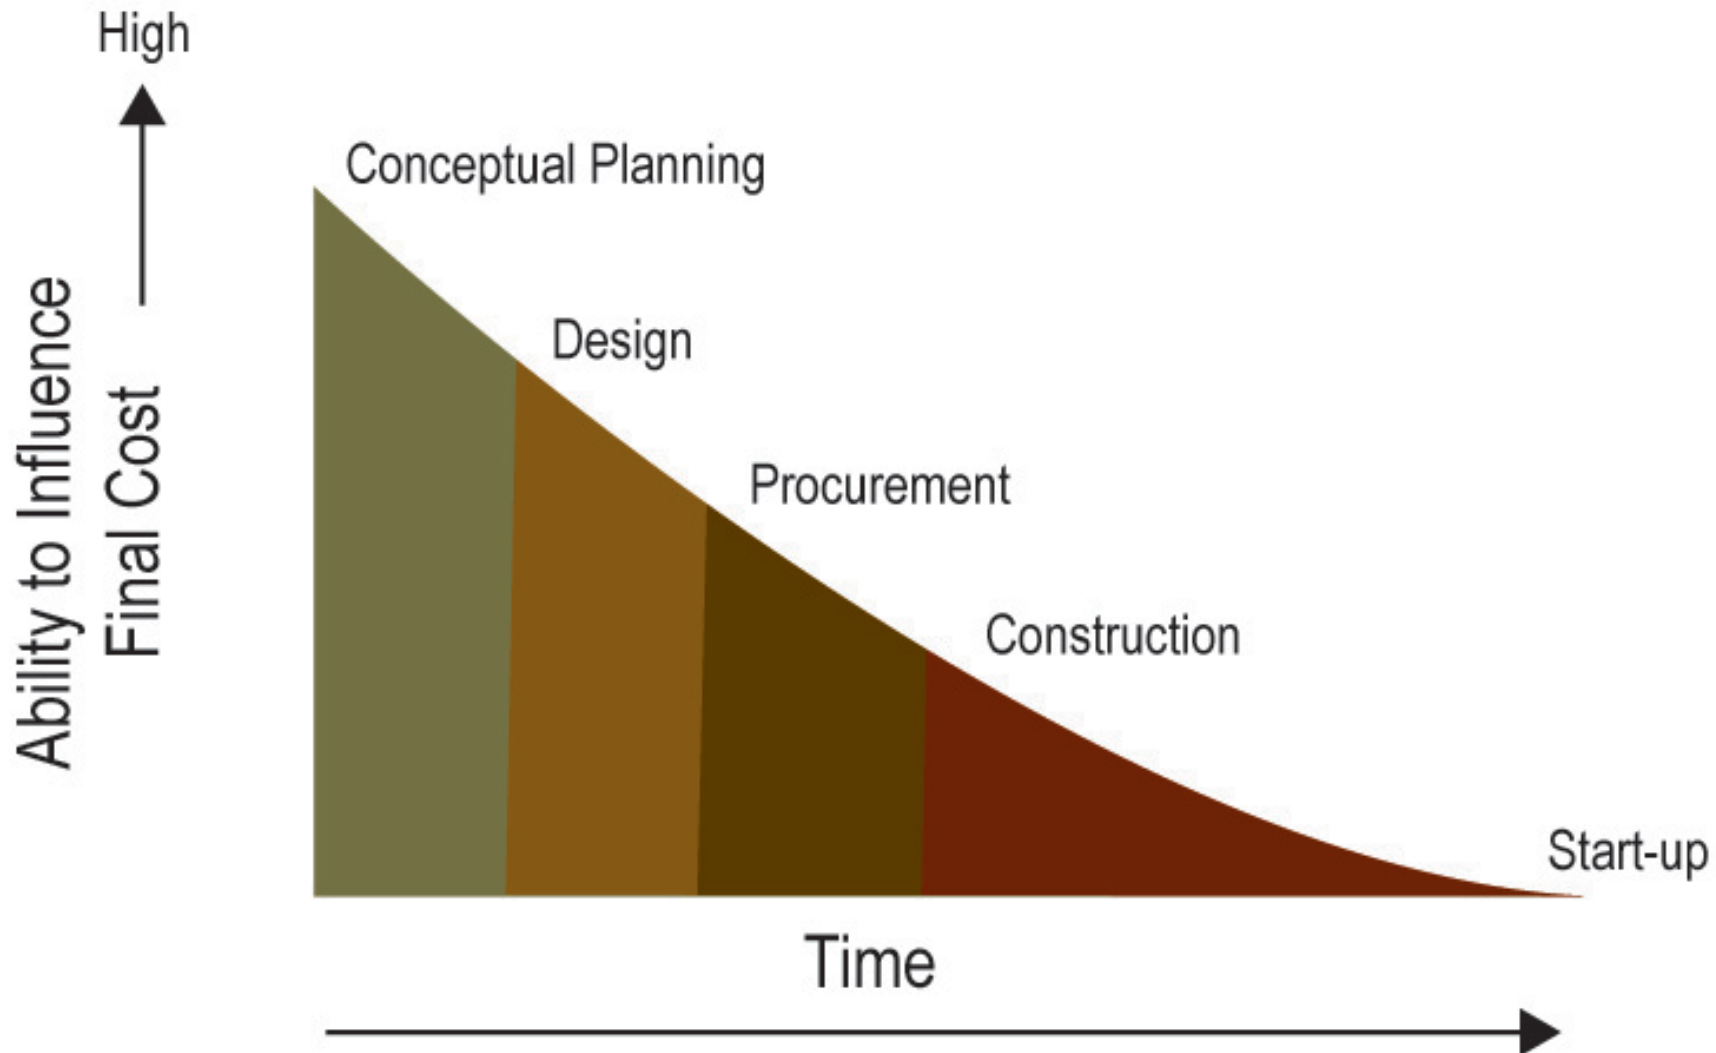 High
Conceptual Planning
Design
Ability to Influence
Final Cost
Procurement
Construction
Start-up
Time